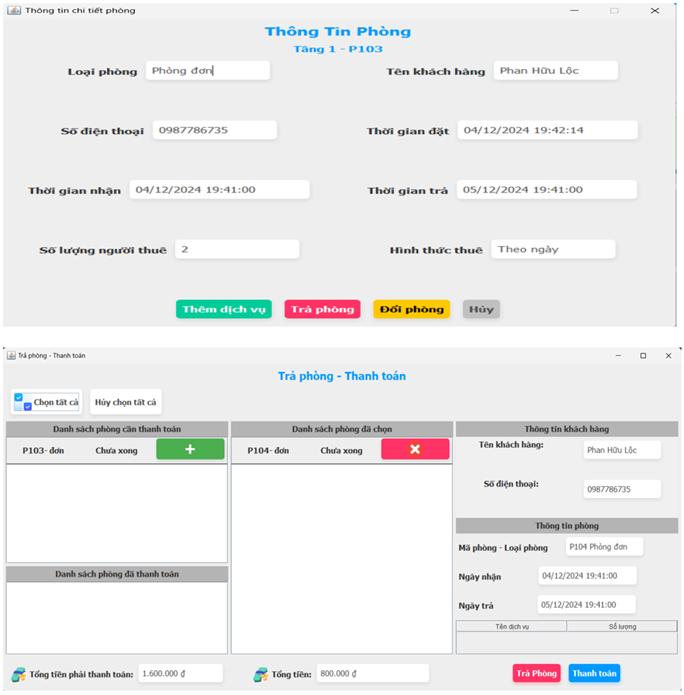 Thông tin chi tiết phòng
Thông Tin Phòng
Tầng 1 - P103
Loại phòng Phòng đơn Tên khách hàng Phan Hữu Lộc
Số điện thoại 0987786735 Thời gian đặt 04/12/2024 19:42:14
Thời gian nhận 04/12/2024 19:41:00 Thời gian trả 05/12/2024 19:41:00
Số lượng người thuê 2 Hình thức thuê Theo ngày
Thêm dịch vụ Trả phòng Đổi phòng Hủy
Trả phòng - Thanh toán
Trả phòng - Thanh toán
Chọn tất cả Hủy chọn tất cả
Danh sách phòng cần thanh toán Danh sách phòng đã chọn Thông tin khách hàng
P103- đơn Chưa xong P104- đơn Chưa xong
Tên khách hàng: Phan Hữu Lộc
Số điện thoại: 0987786735
Thông tin phòng
Mã phòng - Loại phòng P104 Phòng đơn
Danh sách phòng đã thanh toán
Ngày nhận 04/12/2024 19:41:00
Ngày trả 05/12/2024 19:41:00
Tên dịch vụ Số lượng
Tổng tiền phải thanh toán: 1.600.000 ₫ Tổng tiền: 800.000 ₫ Trả Phòng Thanh toán